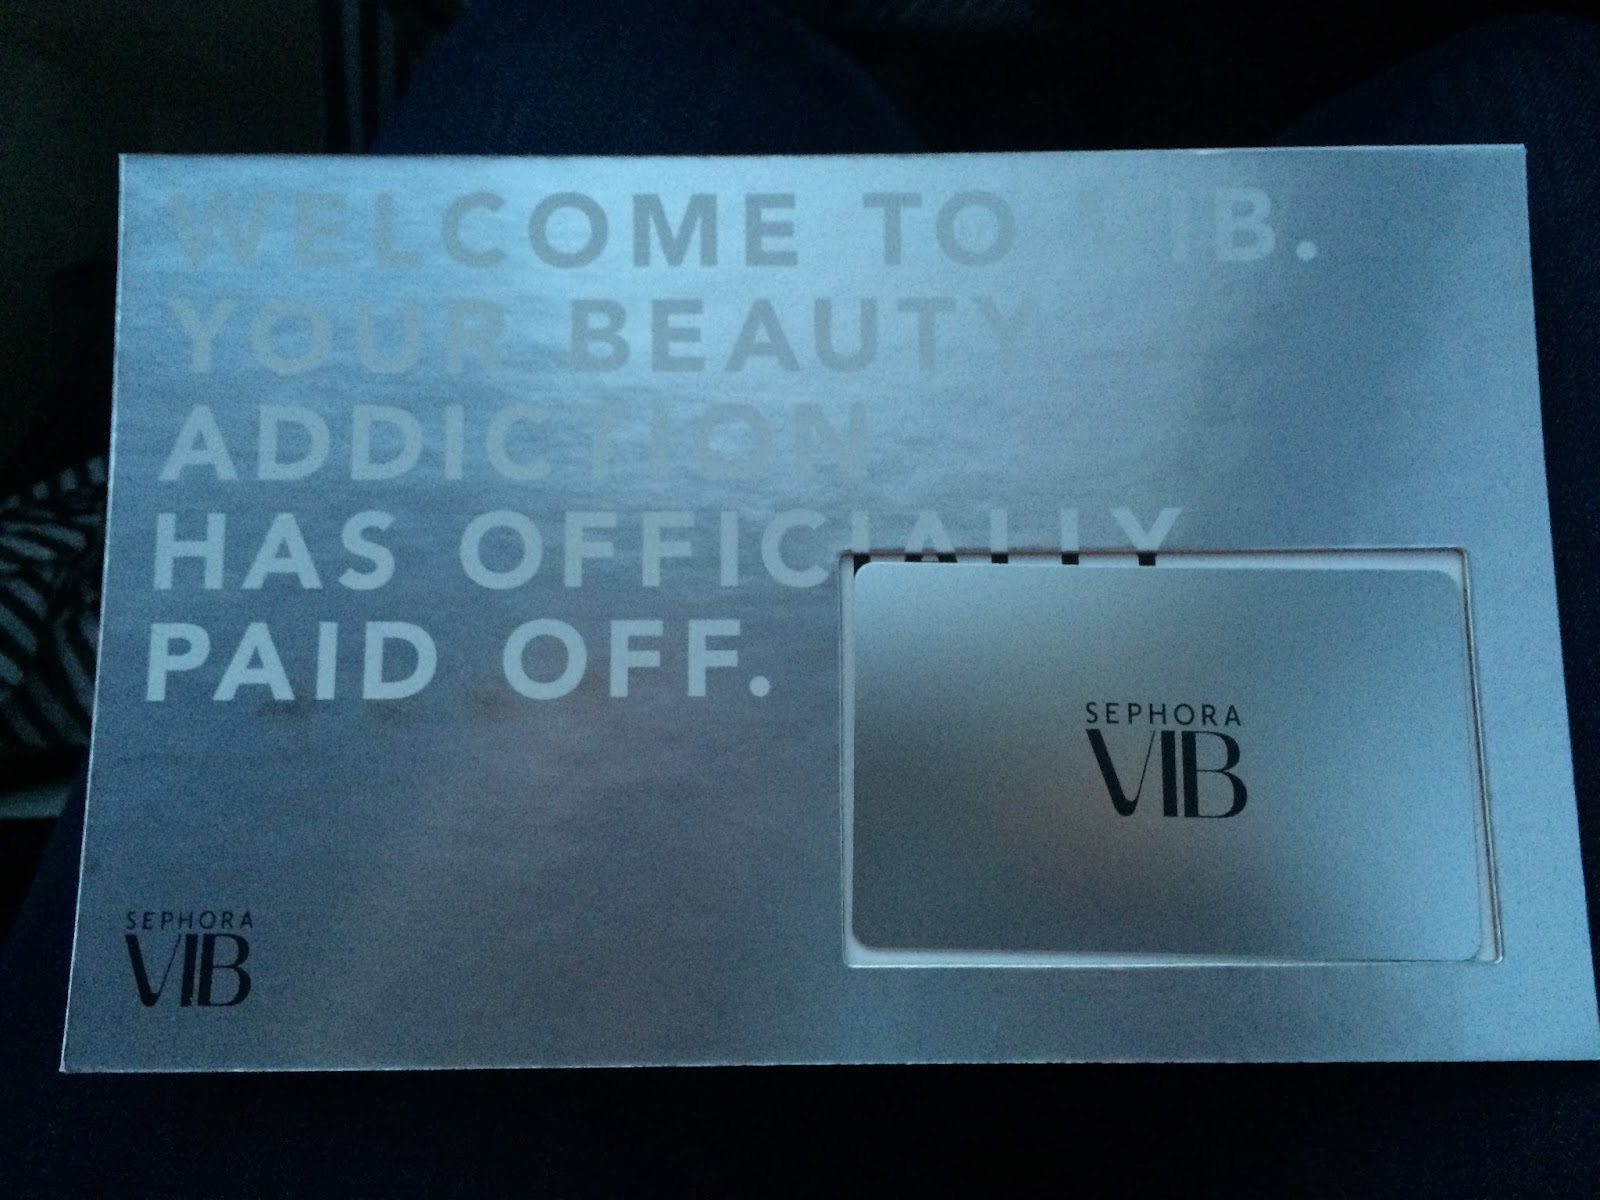 WELCOME TO VIB.
YOUR BEAUTY
ADDICTION
HAS OFFICIALLY
PAID OFF.
SEPHORA
VIB
SEPHORA
VIB